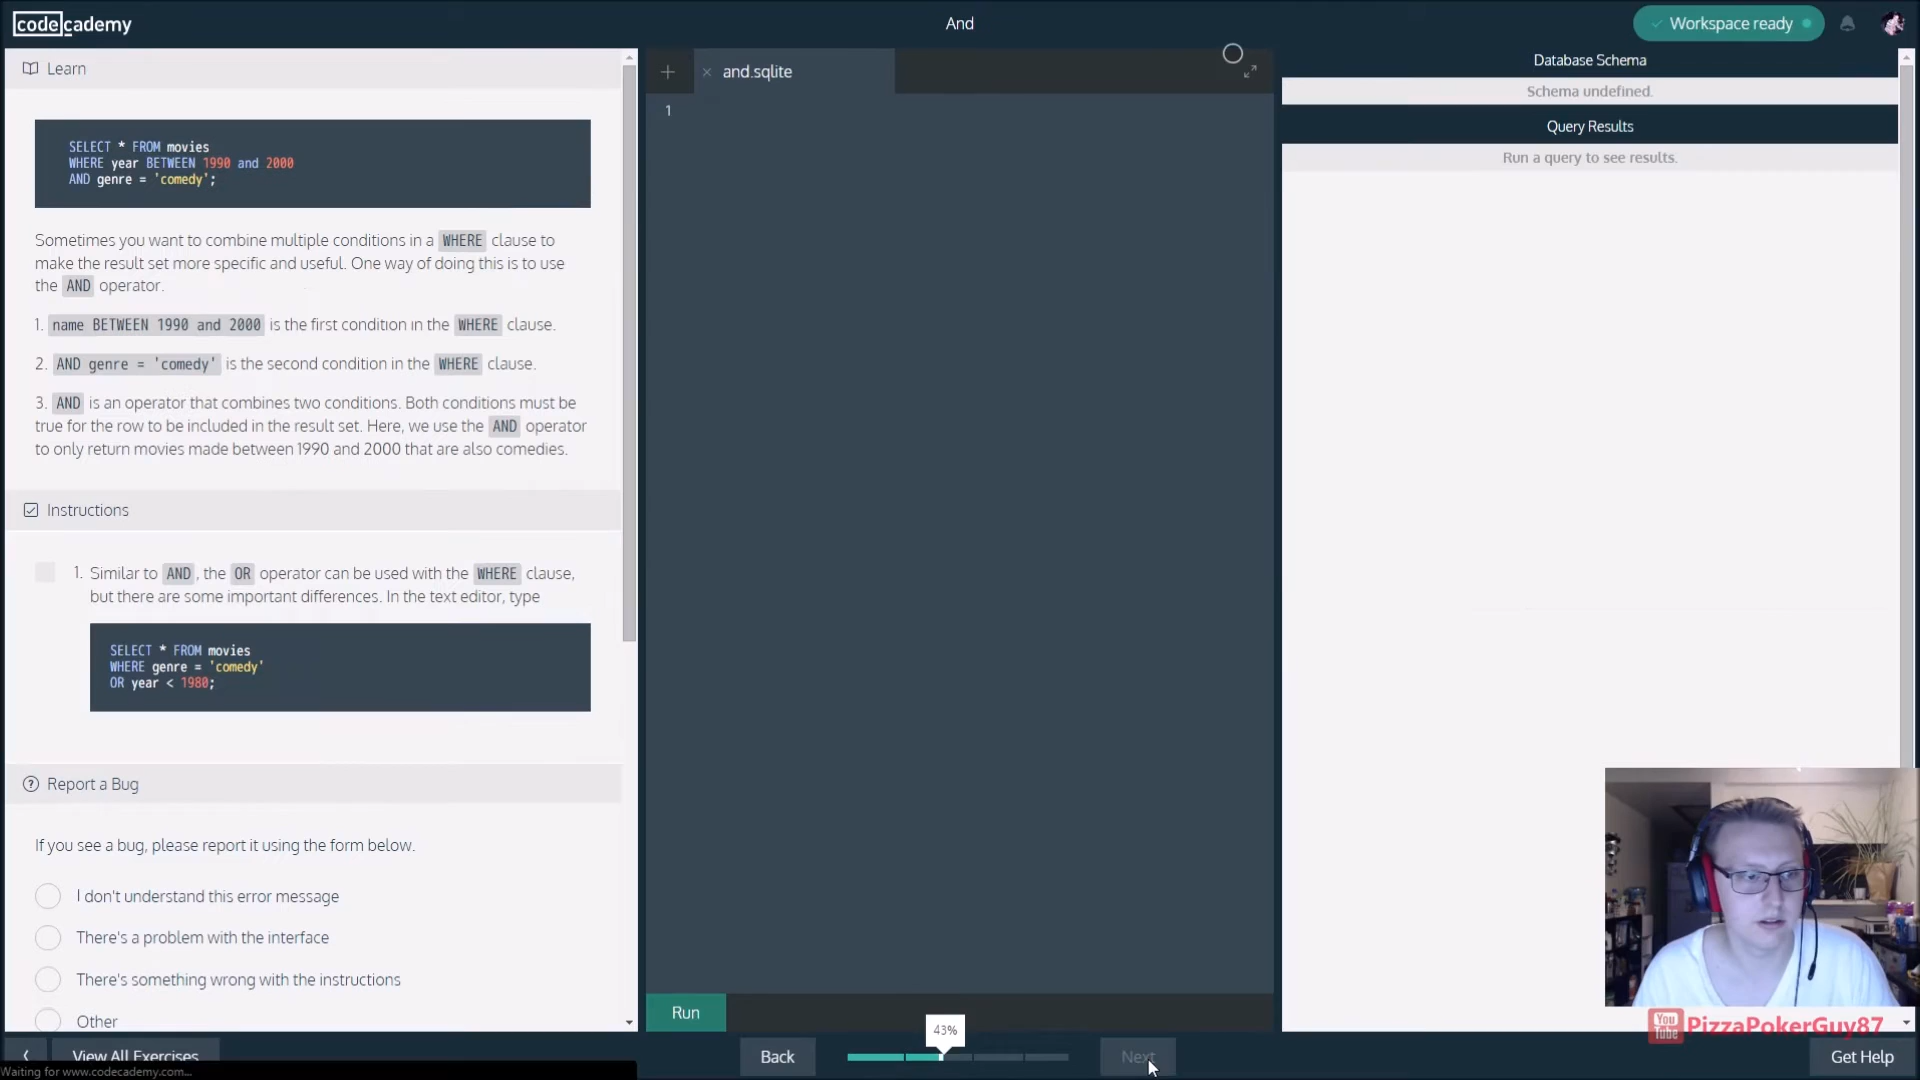 codecademy
And
Workspace ready
Learn
SELECT * FROM movies
WHERE year BETWEEN 1990 and 2000
AND genre = 'comedy';
Sometimes you want to combine multiple conditions in a WHERE clause to
make the result set more specific and useful. One way of doing this is to use
the AND operator.
1. name BETWEEN 1990 and 2000 is the first condition in the WHERE clause.
2. AND genre = 'comedy' is the second condition in the WHERE clause.
3. AND is an operator that combines two conditions. Both conditions must be
true for the row to be included in the result set. Here, we use the AND operator
to only return movies made between 1990 and 2000 that are also comedies.
Instructions
1. Similar to AND, the OR operator can be used with the WHERE clause,
but there are some important differences. In the text editor, type
SELECT * FROM movies
WHERE genre = 'comedy'
OR year < 1980;
Report a Bug
If you see a bug, please report it using the form below.
I don't understand this error message
There's a problem with the interface
There's something wrong with the instructions
Other
View All Exercises
Waiting for www.codecademy.com...
and.sqlite
1
Run
43%
Back
Next
Database Schema
Schema undefined.
Query Results
Run a query to see results.
You Tube PizzaPokerGuy87
Get Help